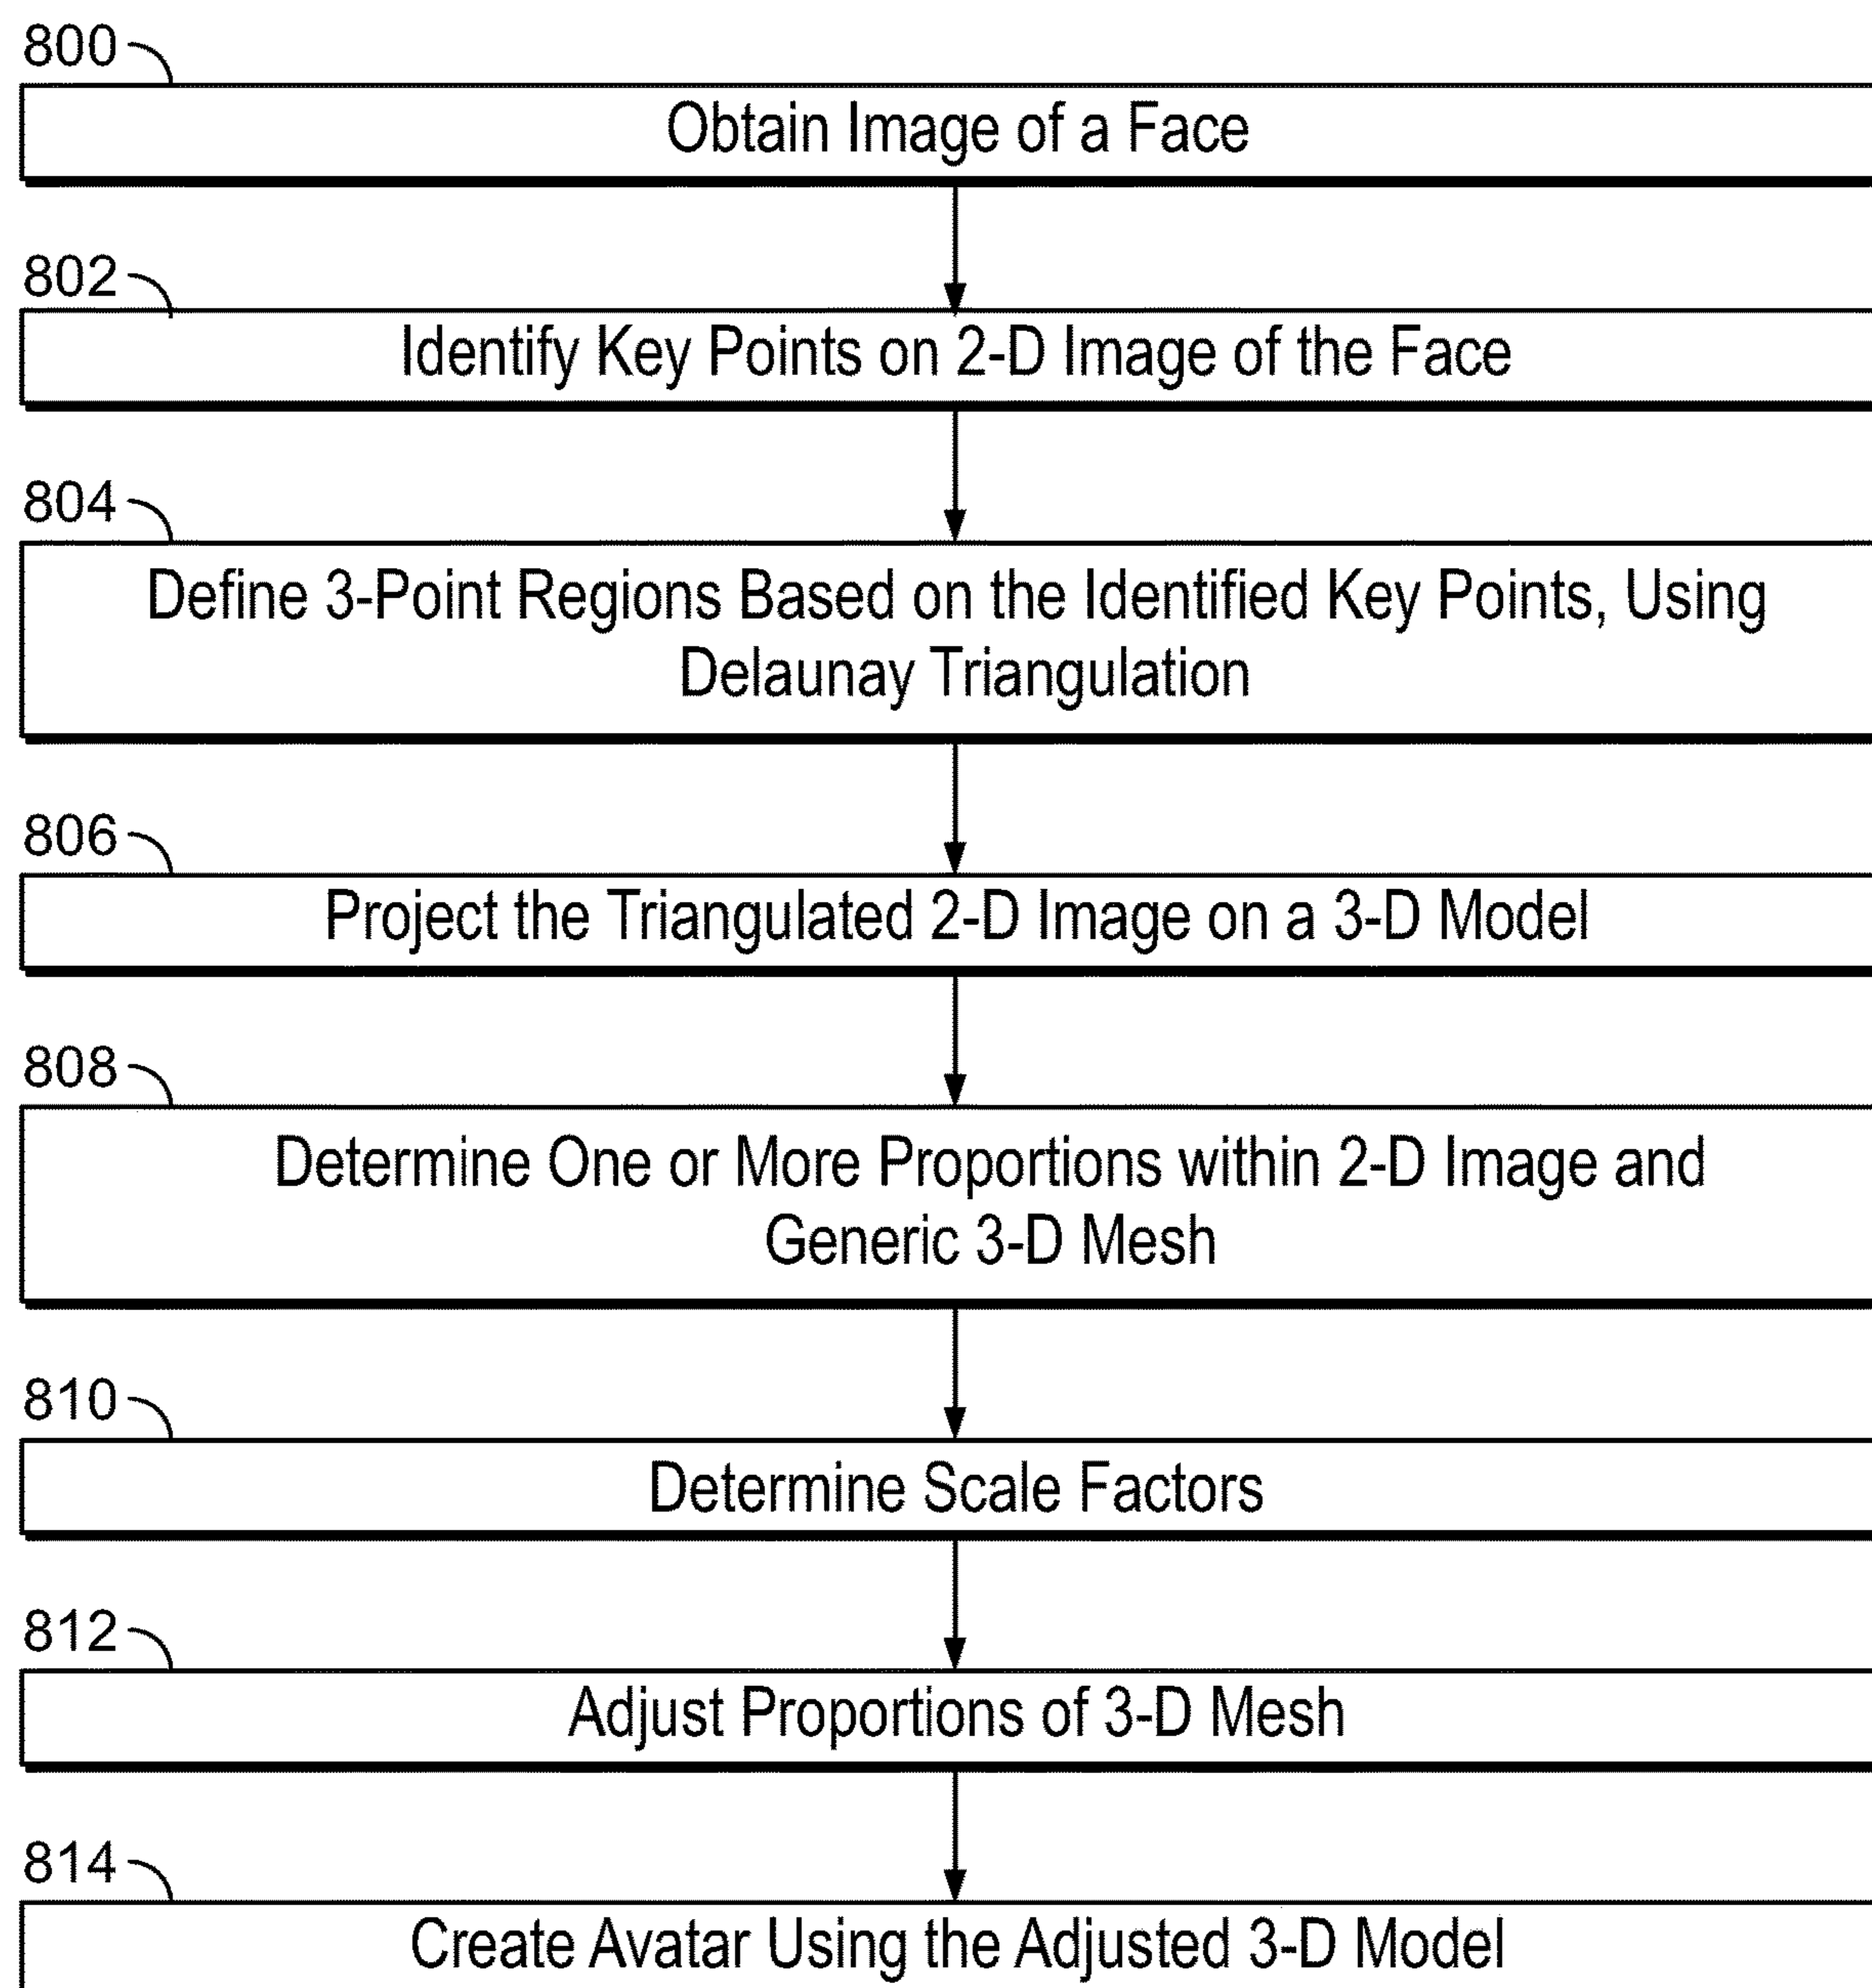 800
Obtain Image of a Face
802
Identify Key Points on 2-D Image of the Face
804
Define 3-Point Regions Based on the Identified Key Points, Using
Delaunay Triangulation
806
Project the Triangulated 2-D Image on a 3-D Model
808
Determine One or More Proportions within 2-D Image and
Generic 3-D Mesh
810
Determine Scale Factors
812
Adjust Proportions of 3-D Mesh
814
Create Avatar Using the Adjusted 3-D Model